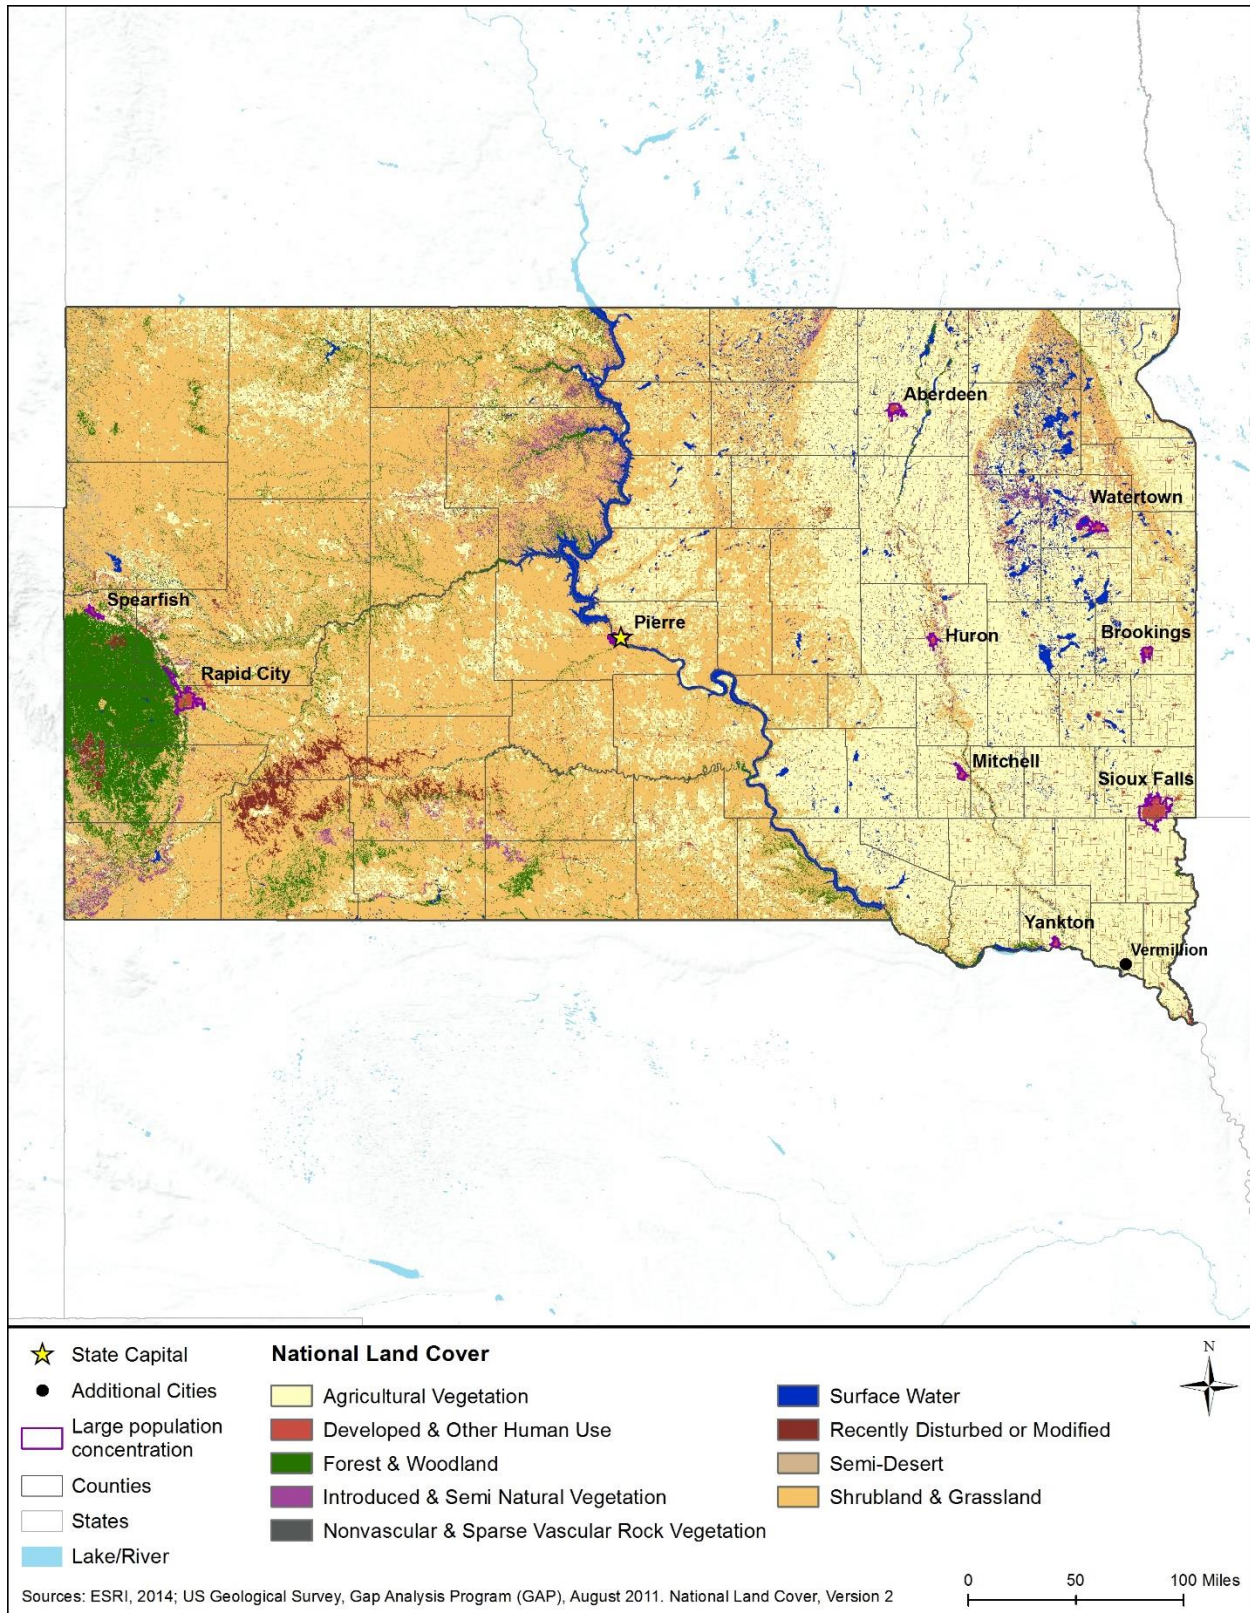 Aberdeen
Watertown
Spearfish
Pierre
Huron
Brookings
Rapid City
Mitchell
Sioux Falls
Yankton
Vermillion
State Capital
Additional Cities
Large population
concentration
Counties
States
Lake/River
National Land Cover
Agricultural Vegetation
Developed & Other Human Use
Forest & Woodland
Introduced & Semi Natural Vegetation
Nonvascular & Sparse Vascular Rock Vegetation
Surface Water
Recently Disturbed or Modified
Semi-Desert
Shrubland & Grassland
N
0 50 100 Miles
Sources: ESRI, 2014; US Geological Survey, Gap Analysis Program (GAP), August 2011. National Land Cover, Version 2